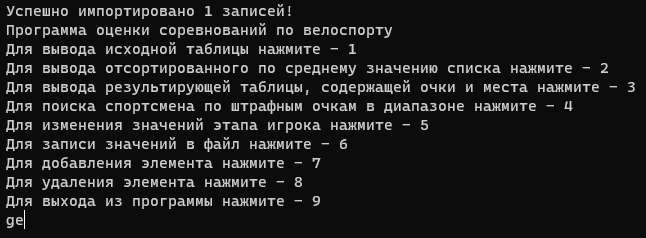 Успешно импортировано 1 записей!
Программа оценки соревнований по велоспорту
Для вывода исходной таблицы нажмите - 1
Для вывода отсортированного по среднему значению списка нажмите - 2
Для вывода результирующей таблицы, содержащей очки и места нажмите - 3
Для поиска спортсмена по штрафным очкам в диапазоне нажмите - 4
Для изменения значений этапа игрока нажмите - 5
Для записи значений в файл нажмите - 6
Для добавления элемента нажмите - 7
Для удаления элемента нажмите - 8
Для выхода из программы нажмите - 9
ge